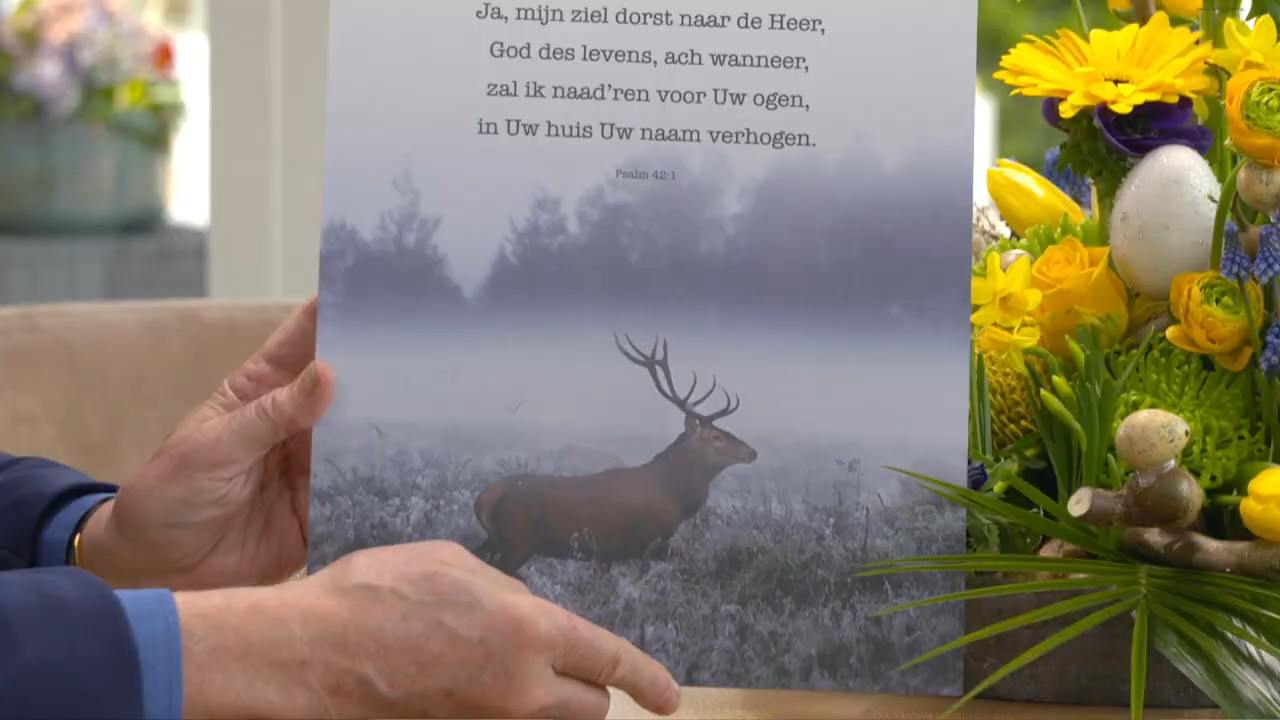 Ja, mijn ziel dorst naar de Heer,
God des levens, ach wanneer,
zal ik naad’ren voor Uw ogen,
in Uw huis Uw naam verhogen.
Psalm 42:1